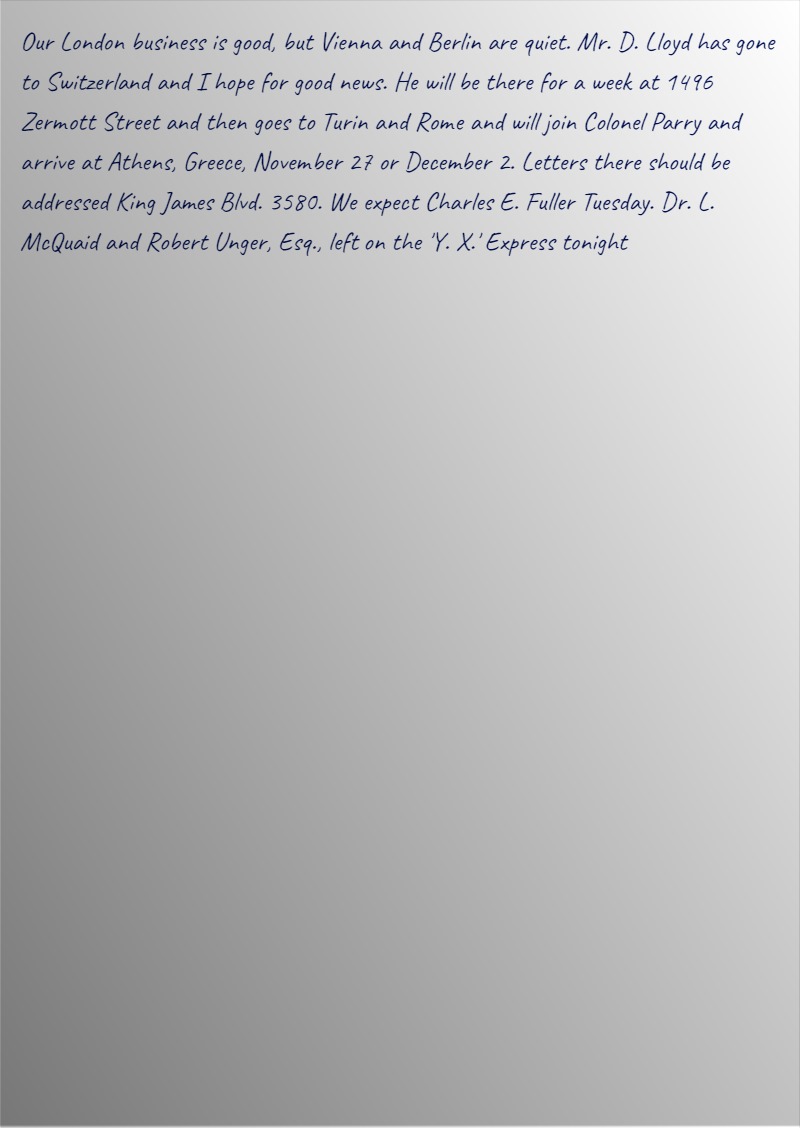 Our London business is good, but Vienna and Berlin are quiet. Mr. D. Lloyd has gone
to Switzerland and I hope for good news. He will be there for a week at 1496
Zermott Street and then goes to Turin and Rome and will join Colonel Parry and
arrive at Athens, Greece, November 27 or December 2. Letters there should be
addressed King James Blvd. 3580. We expect Charles E. Fuller Tuesday. Dr. L.
McQuaid and Robert Unger, Esq., left on the 'Y. X.' Express tonight